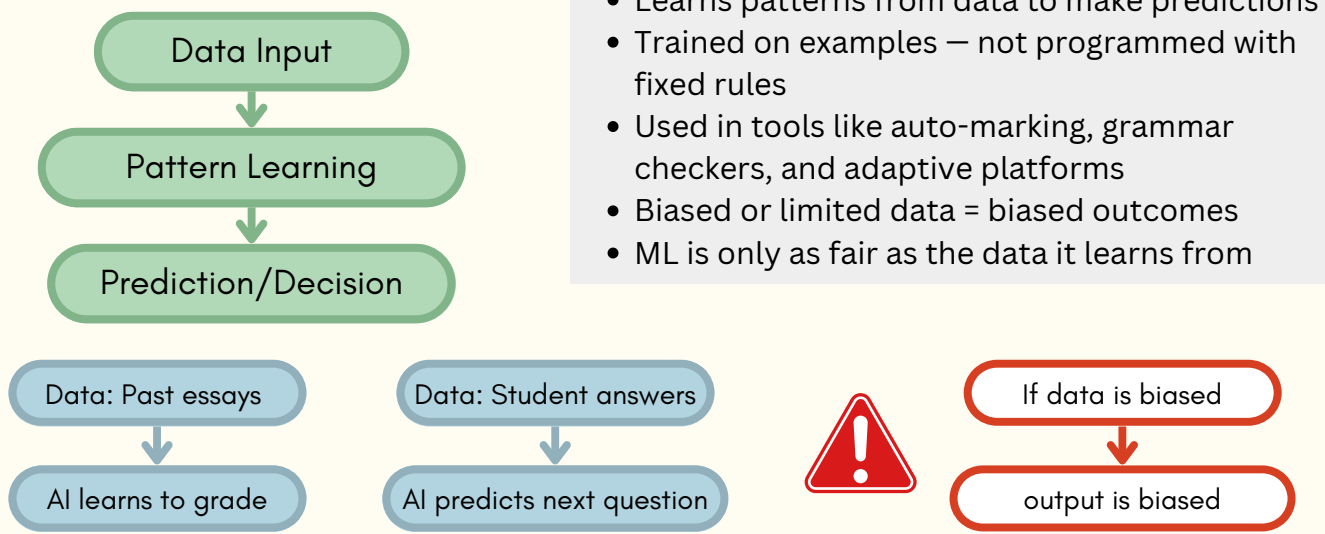 Data Input
Pattern Learning
Prediction/Decision
• Learns patterns from data to make predictions
• Trained on examples — not programmed with
fixed rules
• Used in tools like auto-marking, grammar
checkers, and adaptive platforms
• Biased or limited data = biased outcomes
• ML is only as fair as the data it learns from
Data: Past essays
AI learns to grade
Data: Student answers
AI predicts next question
If data is biased
output is biased